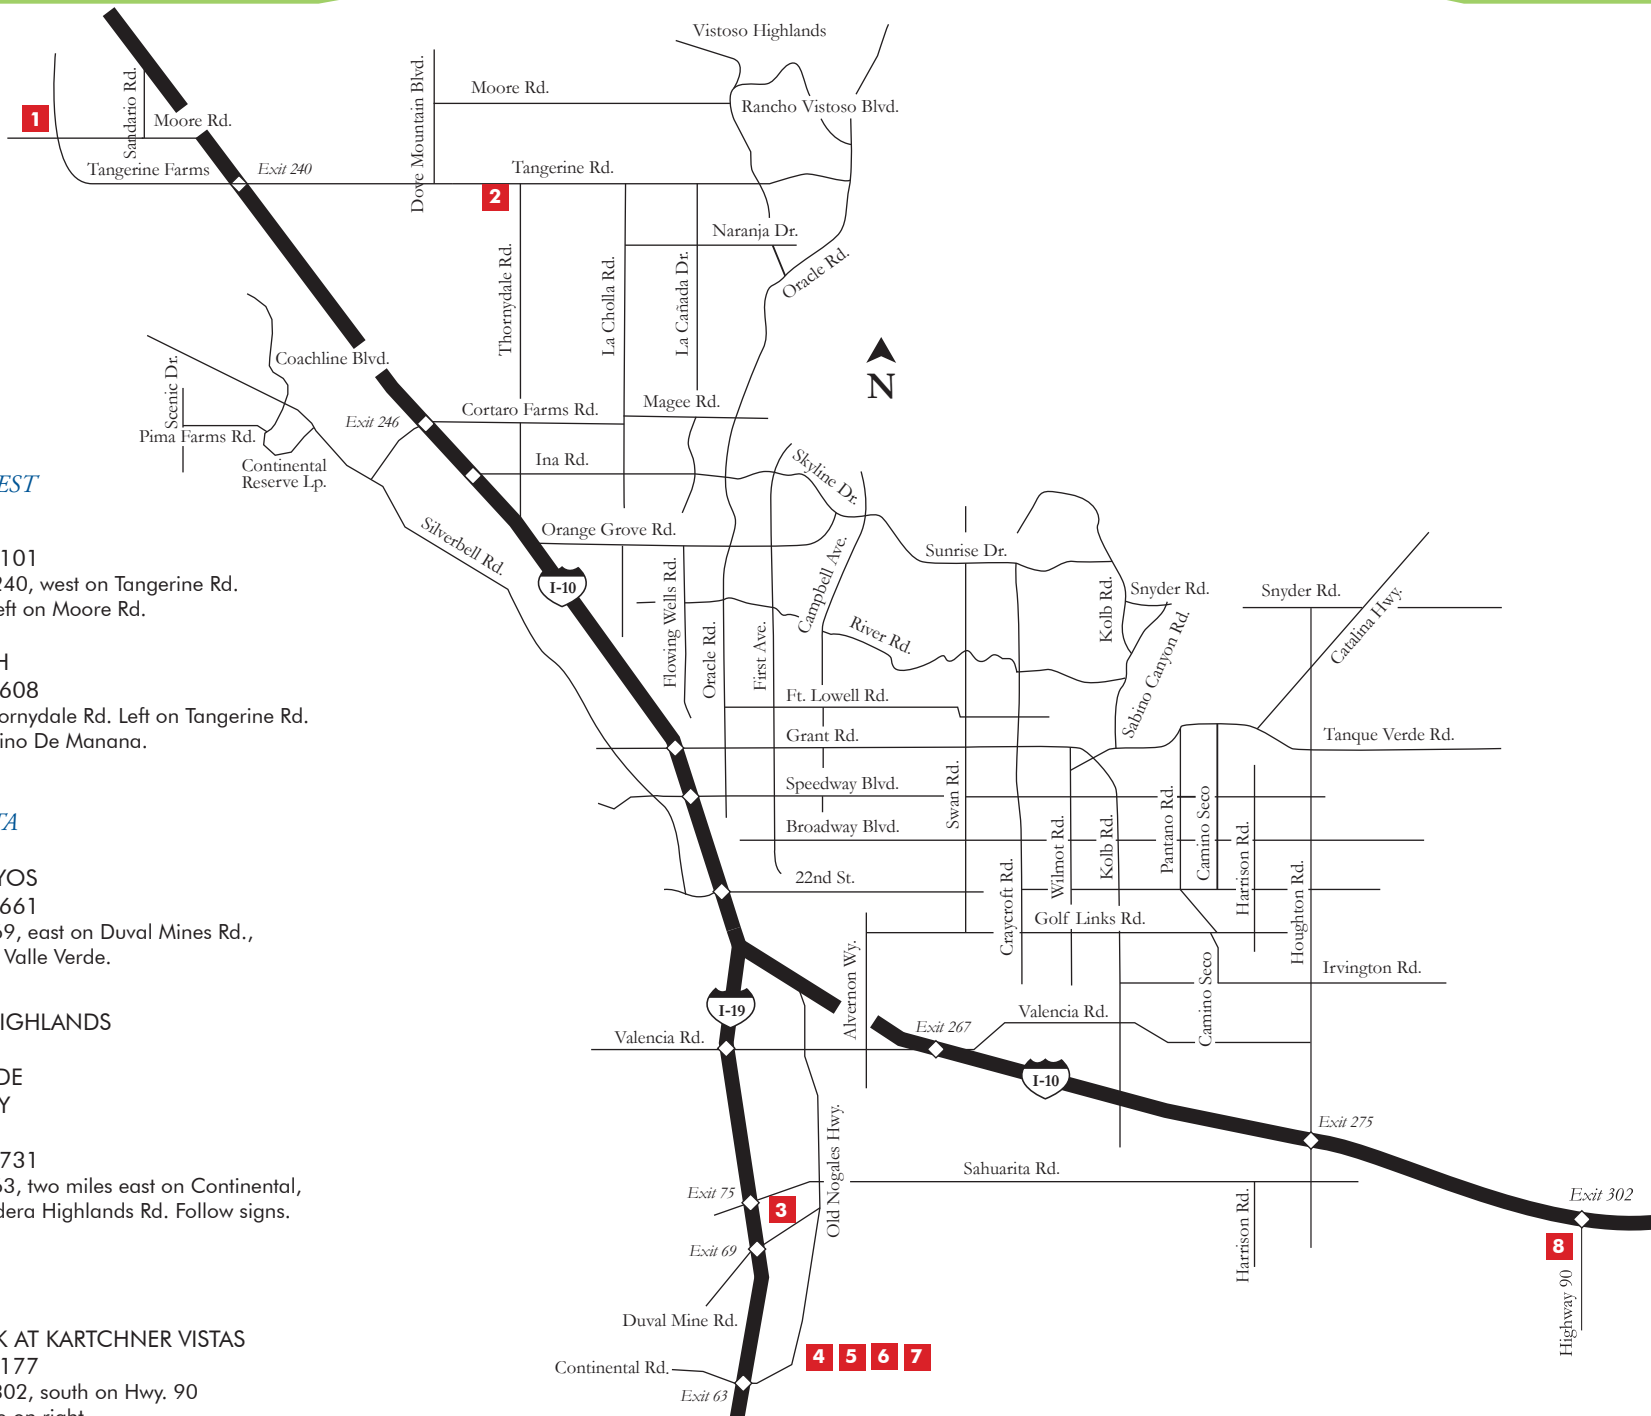 Vistoso Highlands
Moore Rd.
Rancho Vistoso Blvd.
Dove Mountain Blvd.
Sandario Rd.
1
Moore Rd.
Tangerine Farms
Exit 240
Tangerine Rd.
2
Naranja Dr.
Oracle Rd.
Thornydale Rd.
La Cholla Rd.
La Cañada Dr.
Coachline Blvd.
Scenic Dr.
N
Exit 246
Cortaro Farms Rd.
Magee Rd.
Pima Farms Rd.
Continental
Reserve Lp.
Ina Rd.
Skyline Dr.
Silverbell Rd.
Orange Grove Rd.
Sunrise Dr.
I-10
Flowing Wells Rd.
Oracle Rd.
First Ave.
Campbell Ave.
River Rd.
Kolb Rd.
Snyder Rd.
Snyder Rd.
Catalina Hwy.
Sabino Canyon Rd.
Ft. Lowell Rd.
Grant Rd.
Tanque Verde Rd.
Speedway Blvd.
Swan Rd.
Broadway Blvd.
Craycroft Rd.
Wilmot Rd.
Kolb Rd.
Pantano Rd.
Camino Seco
Harrison Rd.
Houghton Rd.
22nd St.
Golf Links Rd.
Alvernon Wy.
Irvington Rd.
Camino Seco
I-19
Valencia Rd.
Exit 267
Valencia Rd.
I-10
Exit 275
Old Nogales Hwy.
Sahuarita Rd.
Exit 75
3
Harrison Rd.
Exit 302
Exit 69
8
Highway 90
Duval Mine Rd.
4 5 6 7
Continental Rd.
Exit 63
EST
101
240, west on Tangerine Rd.
eft on Moore Rd.
H
608
ornydale Rd. Left on Tangerine Rd.
ino De Manana.
TA
YOS
661
69, east on Duval Mines Rd.,
Valle Verde.
IGHLANDS
DE
Y
731
63, two miles east on Continental,
dera Highlands Rd. Follow signs.
K AT KARTCHNER VISTAS
177
302, south on Hwy. 90
on right